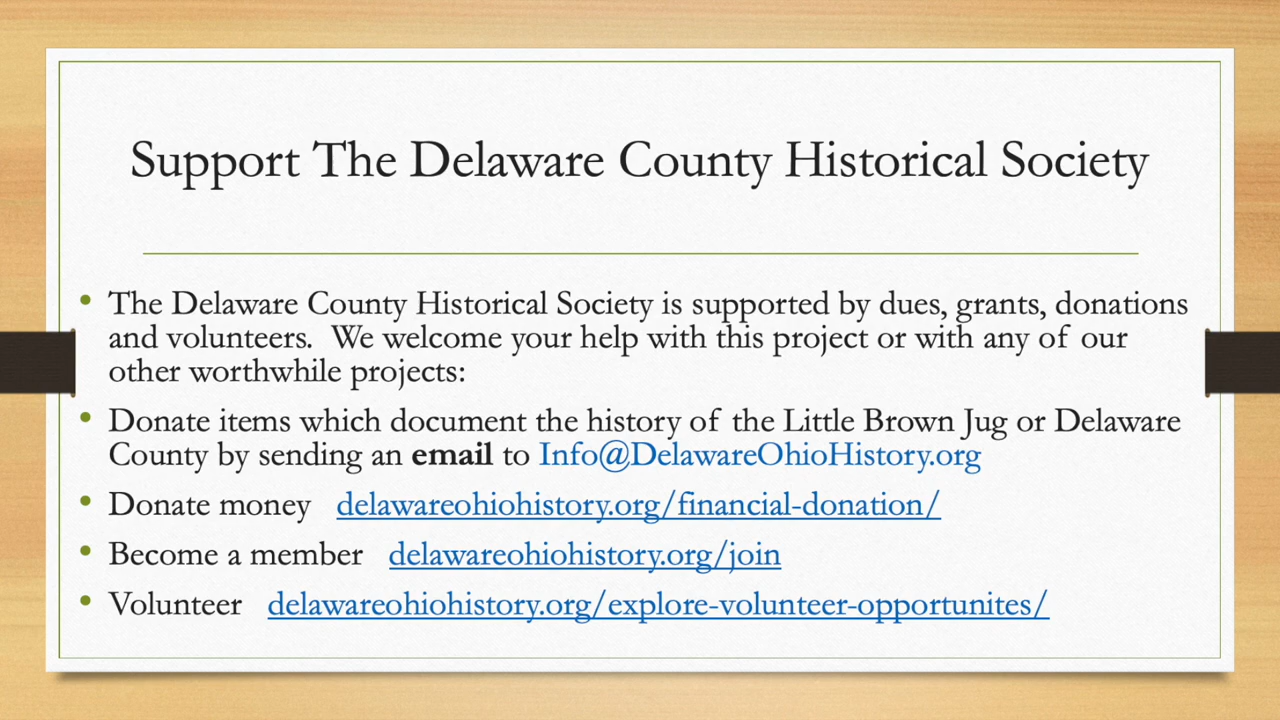 Support The Delaware County Historical Society
• The Delaware County Historical Society is supported by dues, grants, donations
and volunteers.  We welcome your help with this project or with any of our
other worthwhile projects:
• Donate items which document the history of the Little Brown Jug or Delaware
County by sending an email to Info@DelawareOhioHistory.org
• Donate money   delawareohiohistory.org/financial-donation/
• Become a member   delawareohiohistory.org/join
• Volunteer   delawareohiohistory.org/explore-volunteer-opportunites/